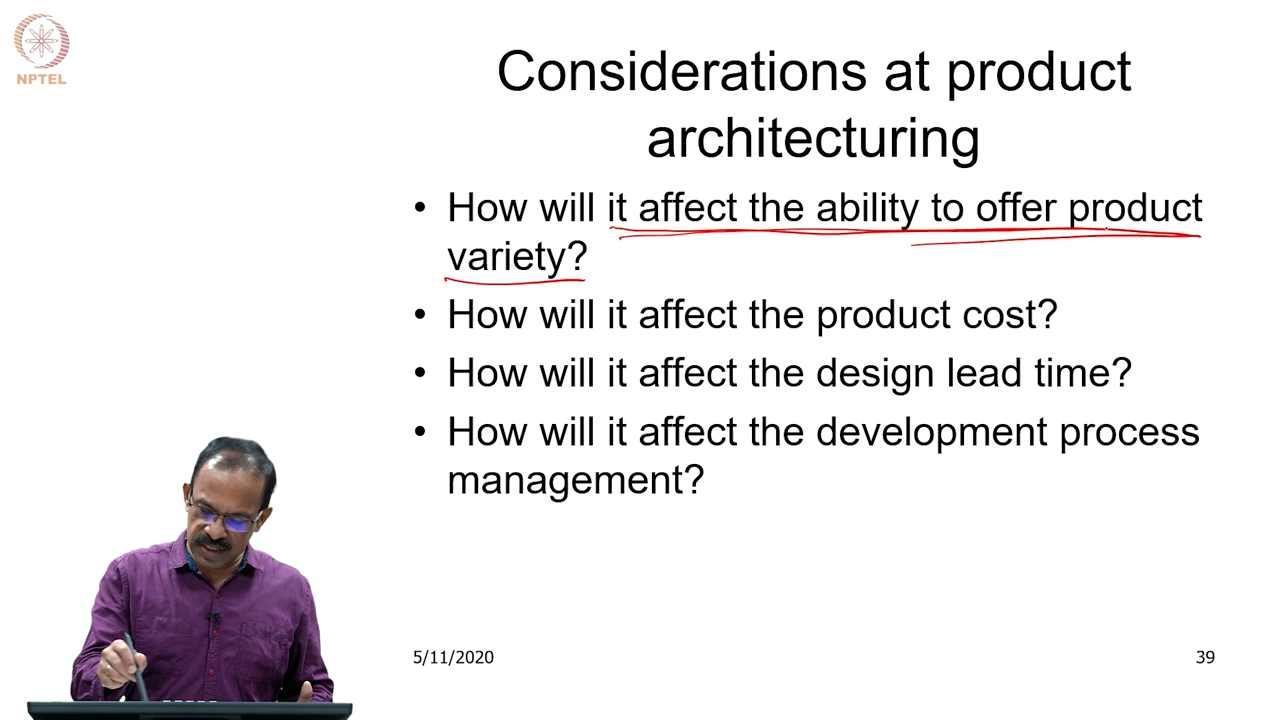 NPTEL
Considerations at product
architecturing
• How will it affect the ability to offer product
variety?
• How will it affect the product cost?
• How will it affect the design lead time?
• How will it affect the development process
management?
5/11/2020
39